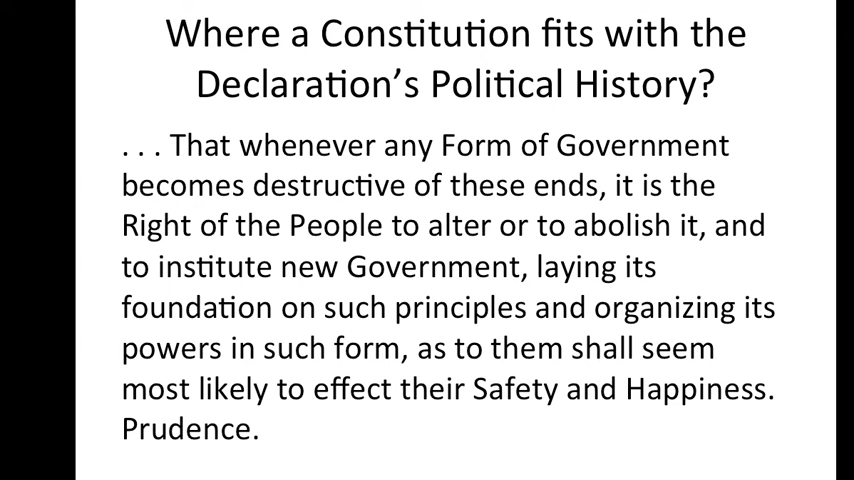 Where a Constitution fits with the
Declaration’s Political History?
. . . That whenever any Form of Government
becomes destructive of these ends, it is the
Right of the People to alter or to abolish it, and
to institute new Government, laying its
foundation on such principles and organizing its
powers in such form, as to them shall seem
most likely to effect their Safety and Happiness.
Prudence.